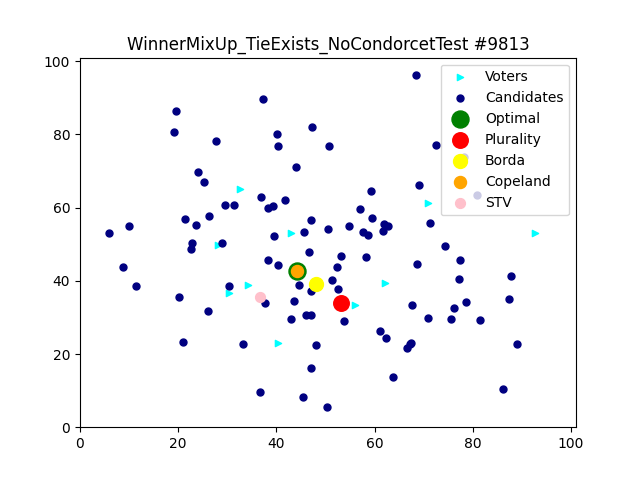 WinnerMixUp_TieExists_NoCondorcetTest #9813
Voters
Candidates
Optimal
Plurality
Borda
Copeland
STV
100
80
60
40
20
0
0 20 40 60 80 100